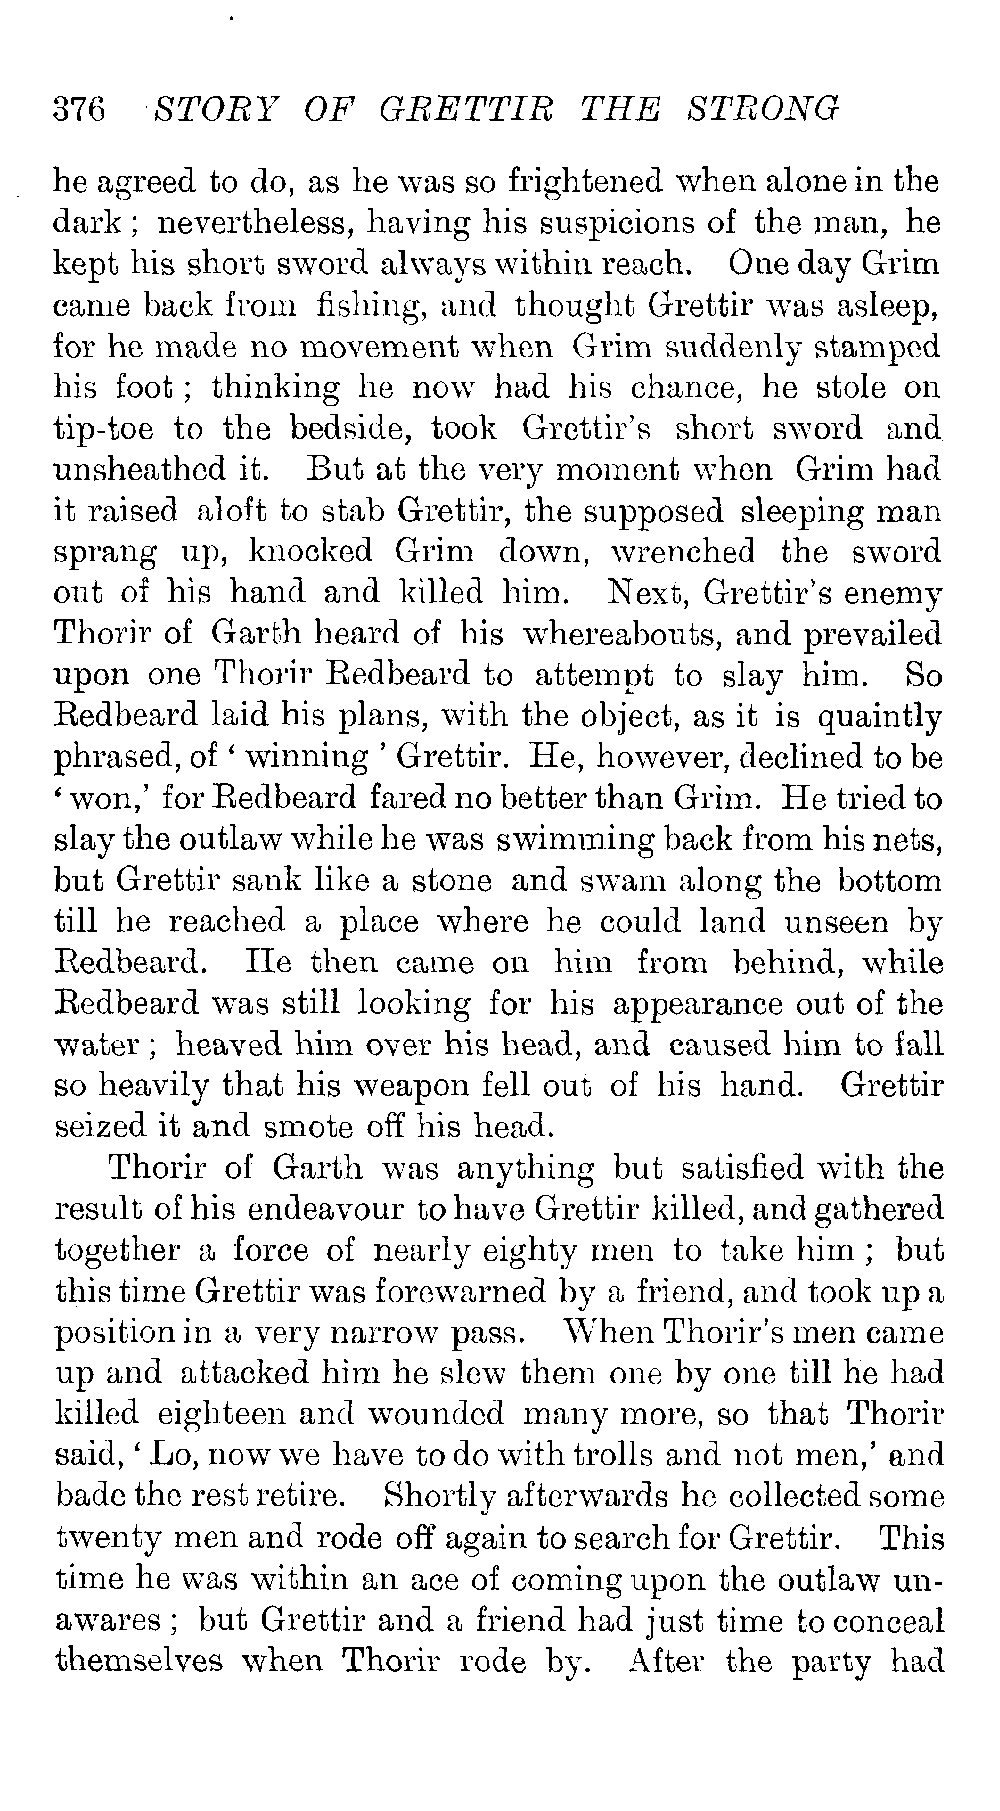 376 STORY OF GRETTIR THE STRONG
he agreed to do, as he was so frightened when alone in the
dark ; nevertheless, having his suspicions of the man, he
kept his short sword always within reach. One day Grim
came back from fishing, and thought Grettir was asleep,
for he made no movement when Grim suddenly stamped
his foot ; thinking he now had his chance, he stole on
tip-toe to the bedside, took Grettir's short sword and
unsheathed it. But at the very moment when Grim had
it raised aloft to stab Grettir, the supposed sleeping man
sprang up, knocked Grim down, wrenched the sword
out of his hand and killed him. Next, Grettir's enemy
Thorir of Garth heard of his whereabouts, and prevailed
upon one Thorir Redbeard to attempt to slay him. So
Redbeard laid his plans, with the object, as it is quaintly
phrased, of ' winning ' Grettir. He, however, declined to be
' won,' for Redbeard fared no better than Grim. He tried to
slay the outlaw while he was swimming back from his nets,
but Grettir sank like a stone and swam along the bottom
till he reached a place where he could land unseen by
Redbeard. He then came on him from behind, while
Redbeard was still looking for his appearance out of the
water ; heaved him over his head, and caused him to fall
so heavily that his weapon fell out of his hand. Grettir
seized it and smote off his head.
Thorir of Garth was anything but satisfied with the
result of his endeavour to have Grettir killed, and gathered
together a force of nearly eighty men to take him ; but
this time Grettir was forewarned by a friend, and took up a
position in a very narrow pass. When Thorir's men came
up and attacked him he slew them one by one till he had
killed eighteen and wounded many more, so that Thorir
said, ' Lo, now we have to do with trolls and not men,' and
bade the rest retire. Shortly afterwards he collected some
twenty men and rode off again to search for Grettir. This
time he was within an ace of coming upon the outlaw un-
awares ; but Grettir and a friend had just time to conceal
themselves when Thorir rode by. After the party had